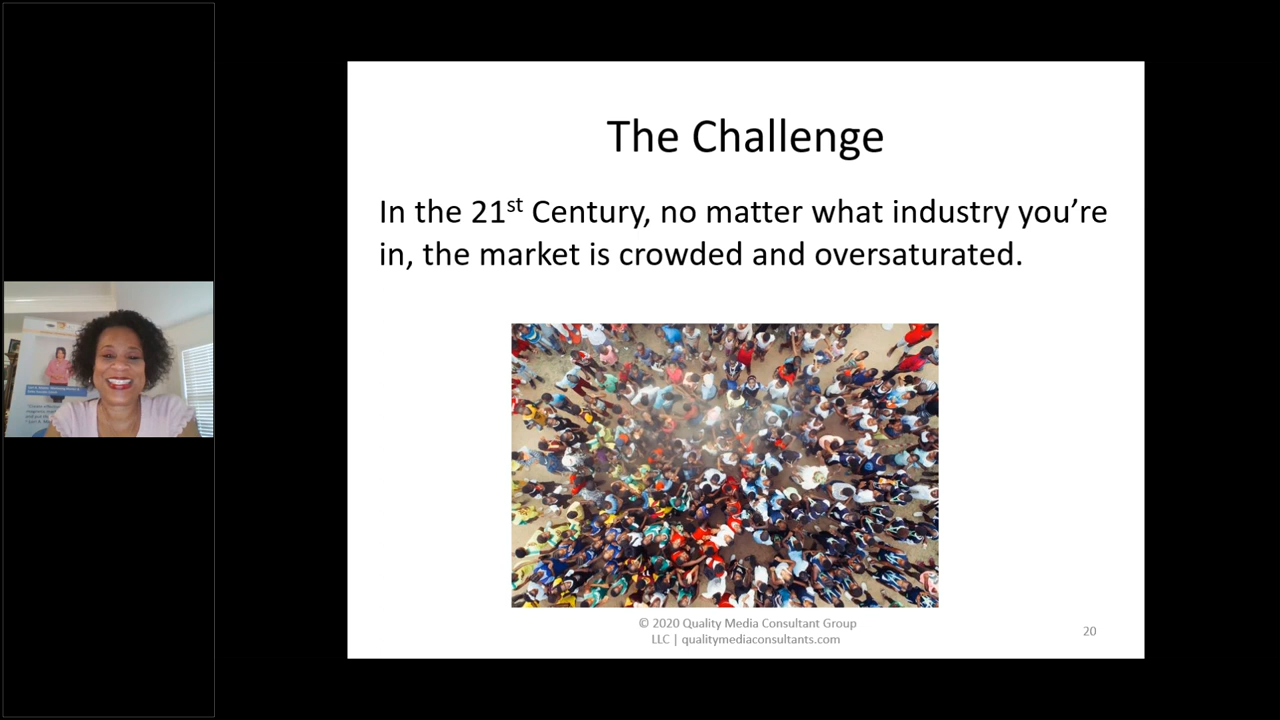 The Challenge
In the 21st Century, no matter what industry you're
in, the market is crowded and oversaturated.
© 2020 Quality Media Consultant Group
LLC | qualitymediaconsultants.com
20